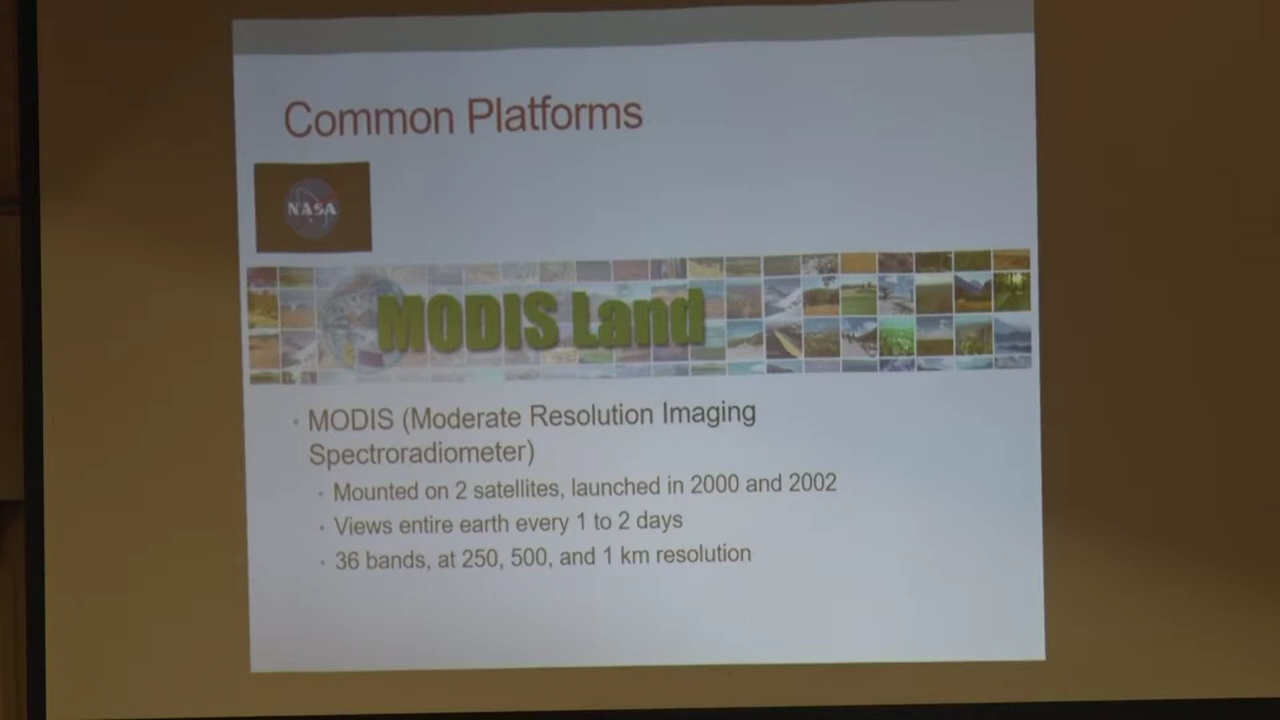 Common Platforms
NASA
MODIS Land
• MODIS (Moderate Resolution Imaging
Spectroradiometer)
• Mounted on 2 satellites, launched in 2000 and 2002
• Views entire earth every 1 to 2 days
• 36 bands, at 250, 500, and 1 km resolution